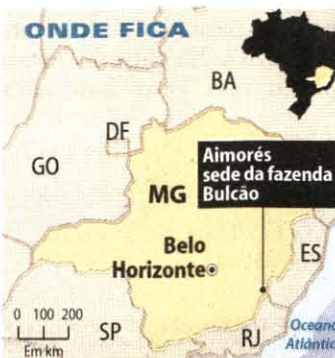 ONDE FICA
BA
DF
GO
Aimorés
sede da fazenda
Bulcão
MG
Belo
Horizonte
ES
0 100 200
Em km
SP
RJ
Oceano
Atlântico